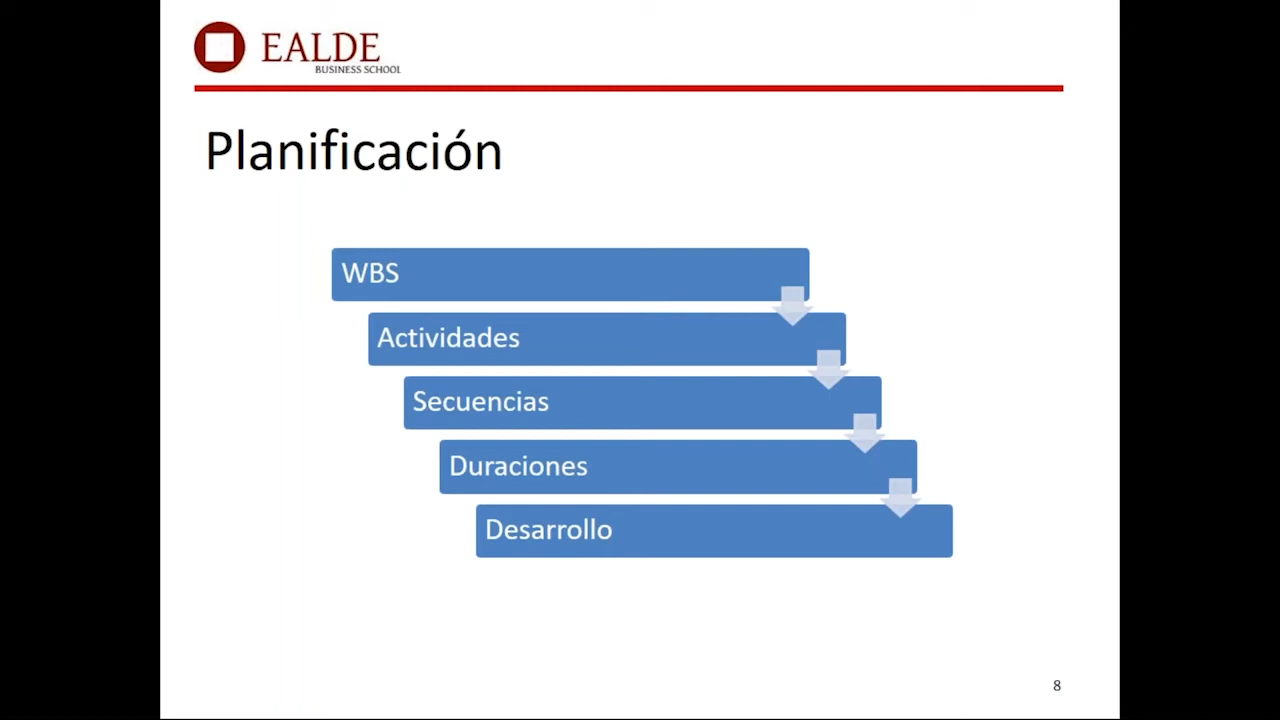 EALDE
BUSINESS SCHOOL
Planificación
WBS
Actividades
Secuencias
Duraciones
Desarrollo
8